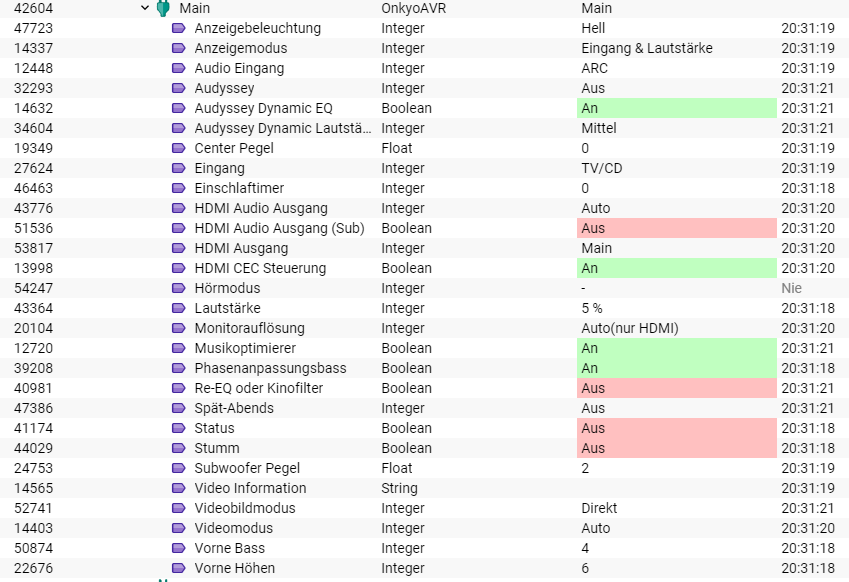 42604 Main OnkyoAVR Main
47723 Anzeigebeleuchtung Integer Hell 20:31:19
14337 Anzeigemodus Integer Eingang & Lautstärke 20:31:19
12448 Audio Eingang Integer ARC 20:31:19
32293 Audyssey Integer Aus 20:31:21
14632 Audyssey Dynamic EQ Boolean An 20:31:21
34604 Audyssey Dynamic Lautstä... Integer Mittel 20:31:21
19349 Center Pegel Float 0 20:31:19
27624 Eingang Integer TV/CD 20:31:19
46463 Einschlaftimer Integer 0 20:31:18
43776 HDMI Audio Ausgang Integer Auto 20:31:20
51536 HDMI Audio Ausgang (Sub) Boolean Aus 20:31:20
53817 HDMI Ausgang Integer Main 20:31:20
13998 HDMI CEC Steuerung Boolean An 20:31:20
54247 Hörmodus Integer - Nie
43364 Lautstärke Integer 5 % 20:31:18
20104 Monitorauflösung Integer Auto(nur HDMI) 20:31:20
12720 Musikoptimierer Boolean An 20:31:21
39208 Phasenanpassungsbass Boolean An 20:31:18
40981 Re-EQ oder Kinofilter Boolean Aus 20:31:21
47386 Spät-Abends Integer Aus 20:31:21
41174 Status Boolean Aus 20:31:18
44029 Stumm Boolean Aus 20:31:18
24753 Subwoofer Pegel Float 2 20:31:19
14565 Video Information String 20:31:19
52741 Videobildmodus Integer Direkt 20:31:21
14403 Videomodus Integer Auto 20:31:20
50874 Vorne Bass Integer 4 20:31:18
22676 Vorne Höhen Integer 6 20:31:18